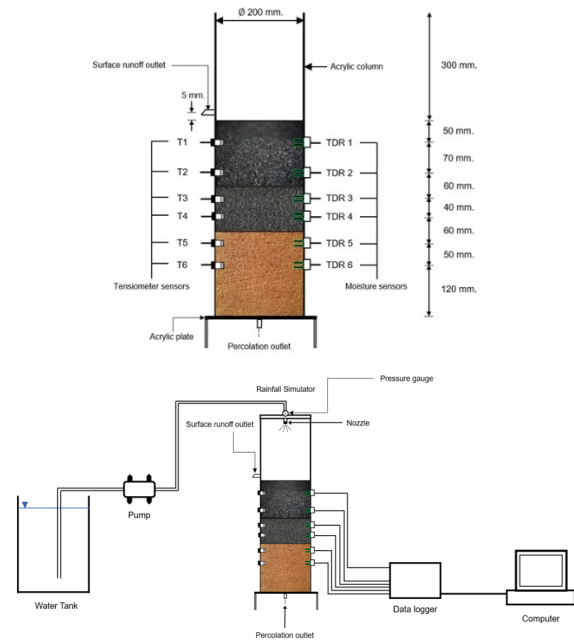 Ø 200 mm.
Surface runoff outlet
Acrylic column
300 mm.
5 mm.
50 mm.
T1
TDR 1
70 mm.
T2
TDR 2
60 mm.
T3
TDR 3
40 mm.
T4
TDR 4
60 mm.
T5
TDR 5
50 mm.
T6
TDR 6
120 mm.
Tensiometer sensors
Moisture sensors
Acrylic plate
Percolation outlet
Pressure gauge
Rainfall Simulator
Surface runoff outlet
Nozzle
Pump
Water Tank
Data logger
Computer
Percolation outlet